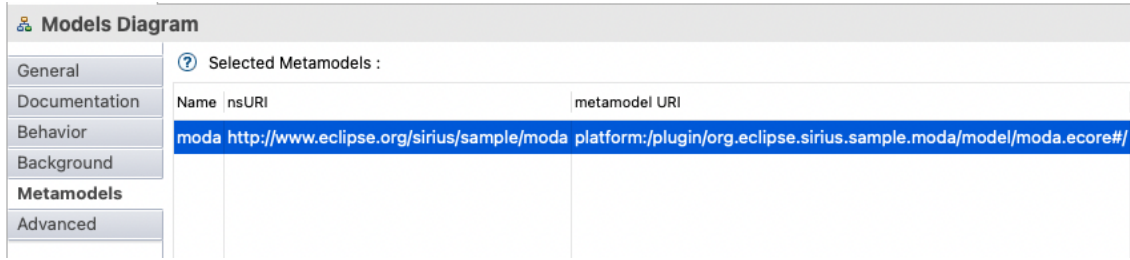 Models Diagram
General
Documentation
Behavior
Background
Metamodels
Advanced
Selected Metamodels :
Name nsURI metamodel URI
moda http://www.eclipse.org/sirius/sample/moda platform:/plugin/org.eclipse.sirius.sample.moda/model/moda.ecore#/